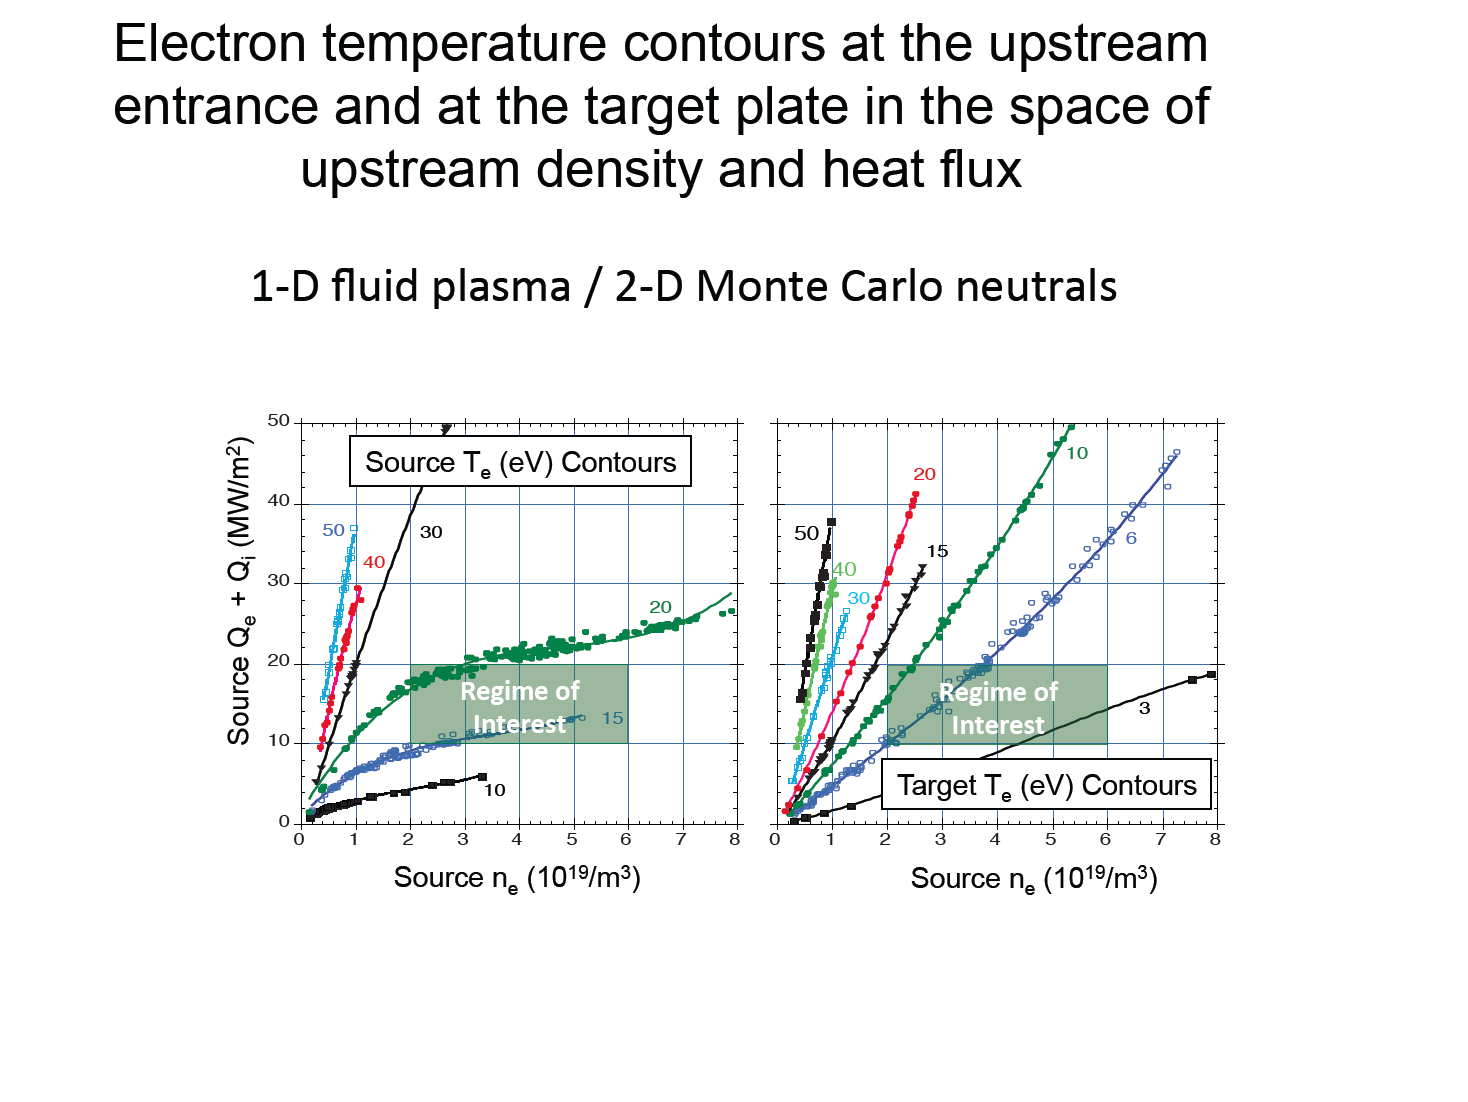 Electron temperature contours at the upstream
entrance and at the target plate in the space of
upstream density and heat flux
1-D fluid plasma / 2-D Monte Carlo neutrals
Source Qe + Qi (MW/m²)
50
40
30
20
10
0
Source Te (eV) Contours
50
40
30
20
15
10
Regime of
Interest
0 1 2 3 4 5 6 7 8
Source ne (10¹⁹/m³)
50
40
30
20
15
10
6
3
Regime of
Interest
Target Te (eV) Contours
0 1 2 3 4 5 6 7 8
Source ne (10¹⁹/m³)